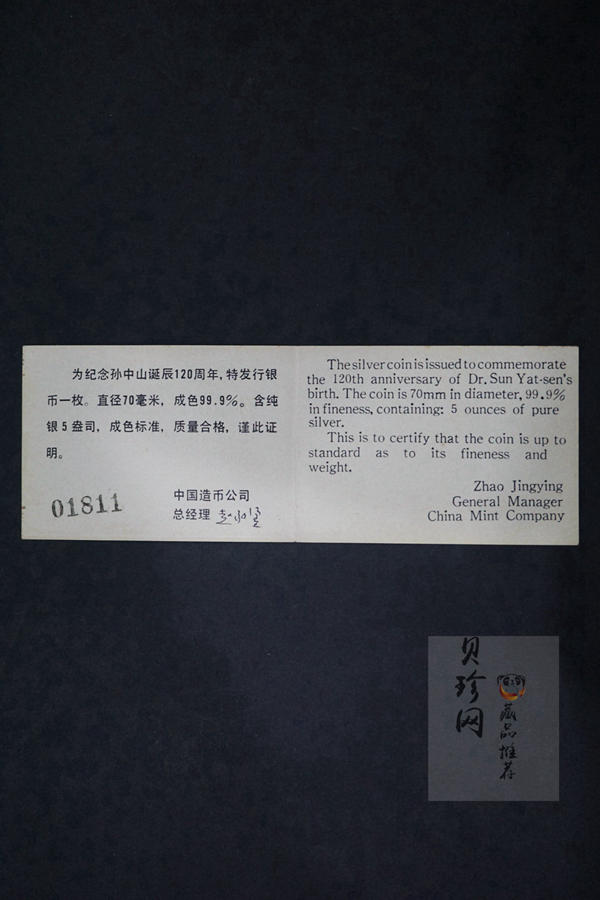 为纪念孙中山诞辰120周年,特发行银
币一枚。直径70毫米，成色99.9%。含纯
银5盎司，成色标准，质量合格，谨此证
明。
01811
中国造币公司
总经理
The silver coin is issued to commemorate
the 120th anniversary of Dr. Sun Yat-sen's
birth. The coin is 70mm in diameter, 99.9%
in fineness, containing: 5 ounces of pure
silver.
This is to certify that the coin is up to
standard as to its fineness and
weight.
Zhao Jingying
General Manager
China Mint Company
贝珍网
藏品推荐